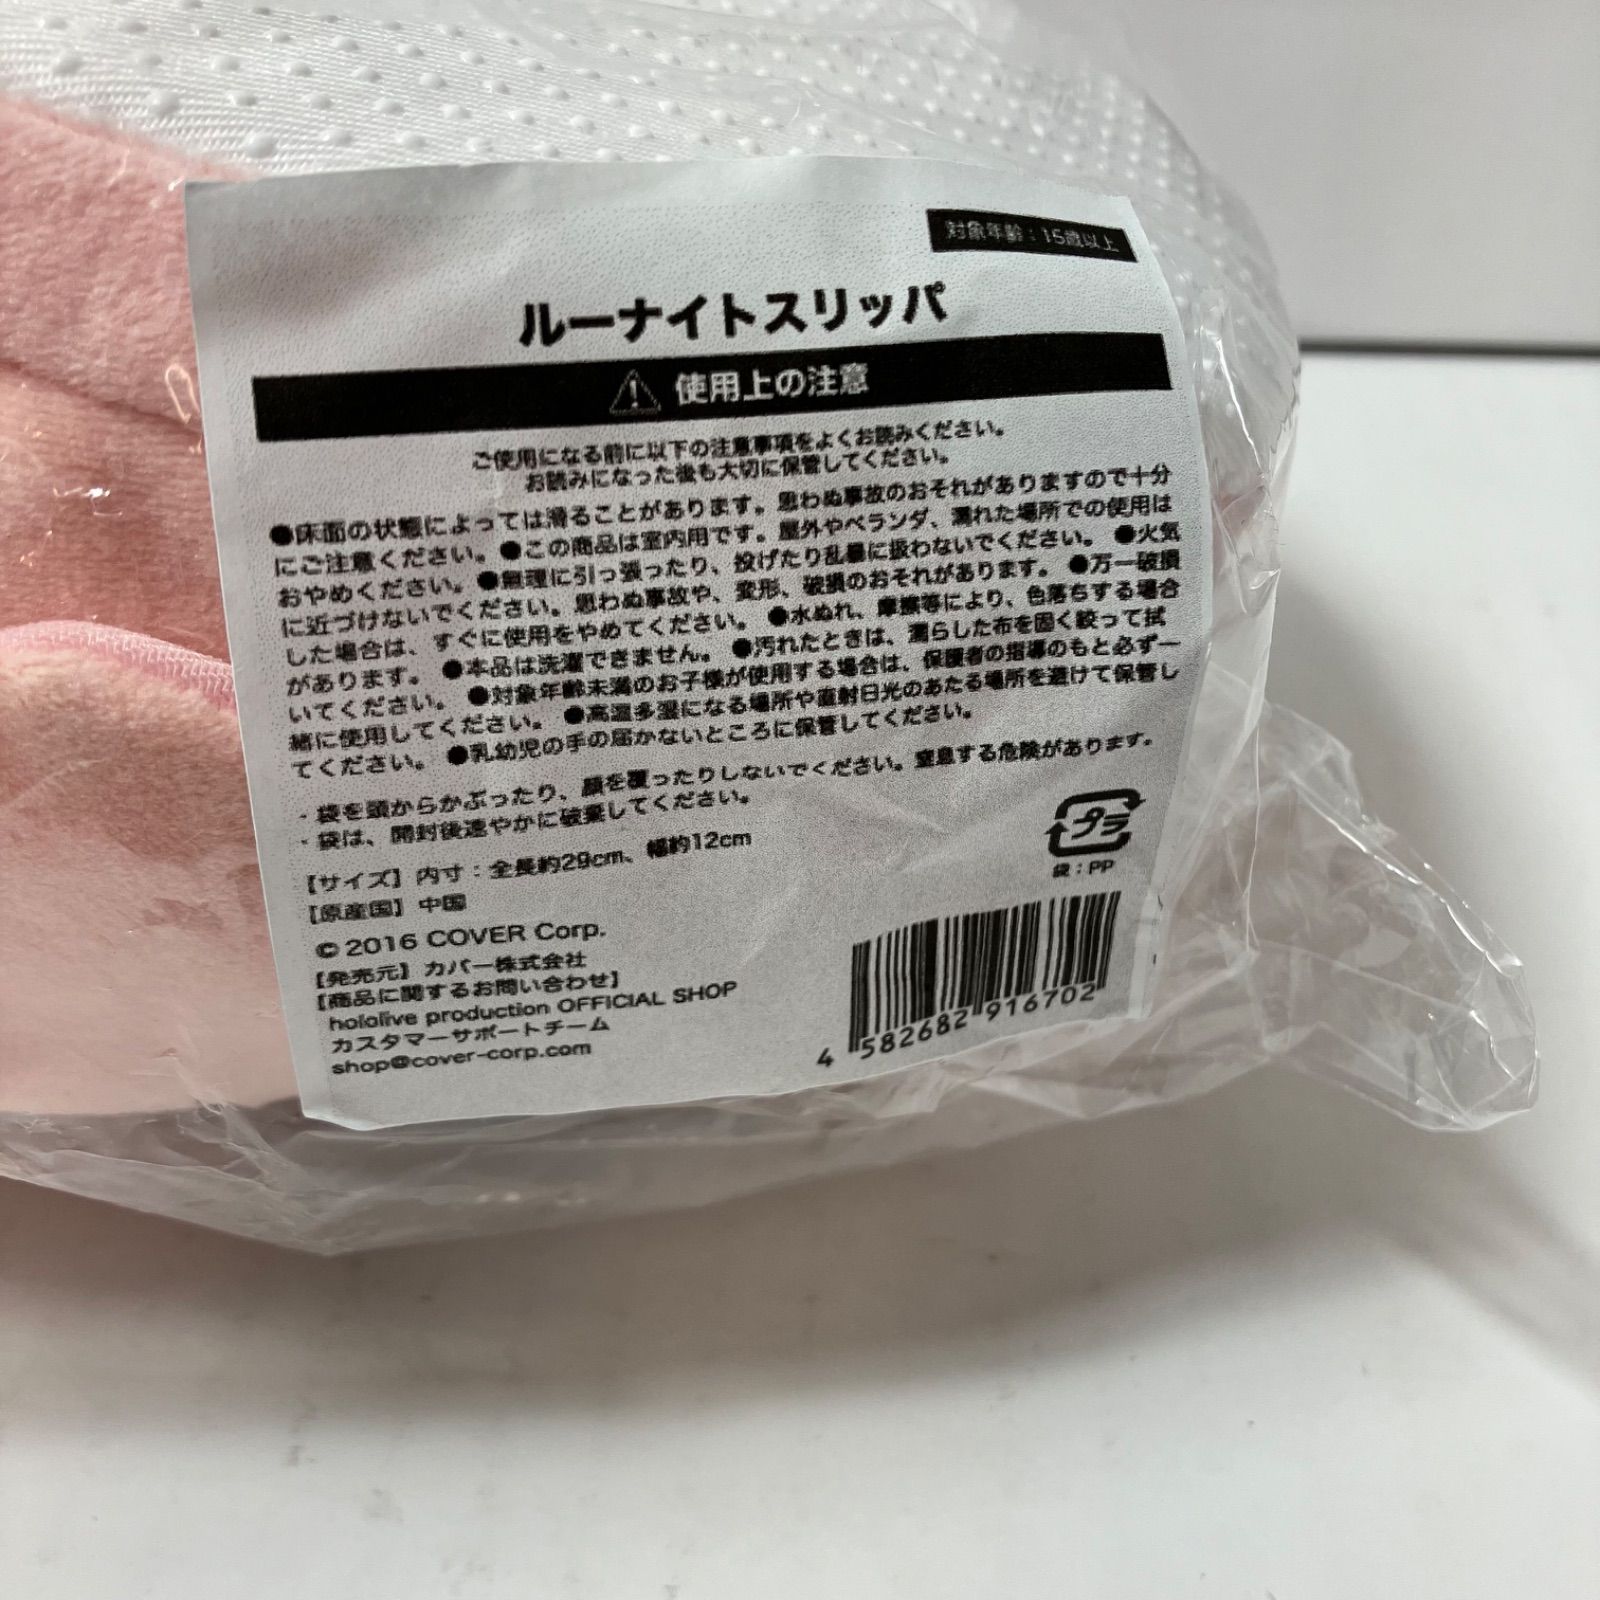 対象年齢：15歳以上
ルーナイトスリッパ
使用上の注意
ご使用になる前に以下の注意事項をよくお読みください。
お読みになった後も大切に保管してください。
●床面の状態によっては滑ることがあります。思わぬ事故のおそれがありますので十分
にご注意ください。●この商品は室内用です。屋外やベランダ、濡れた場所での使用は
おやめください。●無理に引っ張ったり、投げたり乱暴に扱わないでください。●火気
に近づけないでください。思わぬ事故や、変形、破損のおそれがあります。●万一破損
した場合は、すぐに使用をやめてください。●水ぬれ、摩擦等により、色落ちする場合
があります。●本品は洗濯できません。●汚れたときは、濡らした布を固く絞って拭
いてください。●対象年齢未満のお子様が使用する場合は、保護者の指導のもと必ず一
緒に使用してください。●高温多湿になる場所や直射日光のあたる場所を避けて保管し
てください。●乳幼児の手の届かないところに保管してください。
・袋を頭からかぶったり、顔を覆ったりしないでください。窒息する危険があります。
・袋は、開封後速やかに破棄してください。
【サイズ】内寸：全長約29cm、幅約12cm
【原産国】中国
プラ
袋：PP
© 2016 COVER Corp.
【発売元】カバー株式会社
【商品に関するお問い合わせ】
hololive production OFFICIAL SHOP
カスタマーサポートチーム
shop@cover-corp.com
4 582682 916702